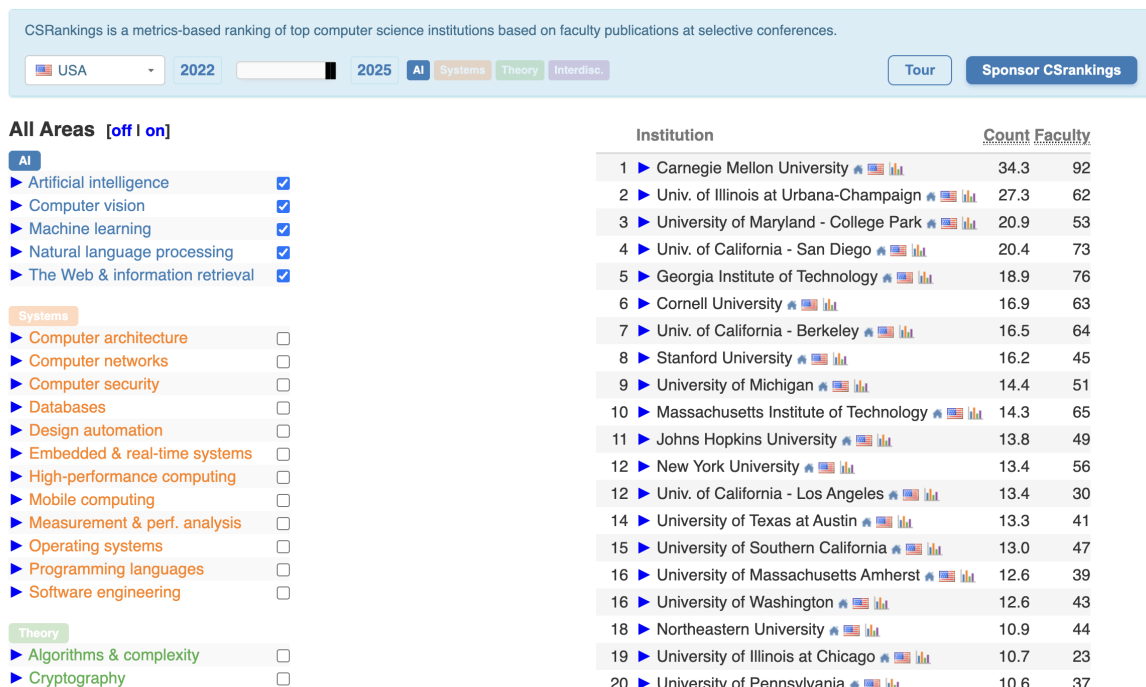 CSRankings is a metrics-based ranking of top computer science institutions based on faculty publications at selective conferences.
USA 2022 2025 AI Systems Theory Interdisc. Tour Sponsor CSrankings
All Areas [off | on]
AI
Artificial intelligence
Computer vision
Machine learning
Natural language processing
The Web & information retrieval
Systems
Computer architecture
Computer networks
Computer security
Databases
Design automation
Embedded & real-time systems
High-performance computing
Mobile computing
Measurement & perf. analysis
Operating systems
Programming languages
Software engineering
Theory
Algorithms & complexity
Cryptography
Institution Count Faculty
1 Carnegie Mellon University 34.3 92
2 Univ. of Illinois at Urbana-Champaign 27.3 62
3 University of Maryland - College Park 20.9 53
4 Univ. of California - San Diego 20.4 73
5 Georgia Institute of Technology 18.9 76
6 Cornell University 16.9 63
7 Univ. of California - Berkeley 16.5 64
8 Stanford University 16.2 45
9 University of Michigan 14.4 51
10 Massachusetts Institute of Technology 14.3 65
11 Johns Hopkins University 13.8 49
12 New York University 13.4 56
12 Univ. of California - Los Angeles 13.4 30
14 University of Texas at Austin 13.3 41
15 University of Southern California 13.0 47
16 University of Massachusetts Amherst 12.6 39
16 University of Washington 12.6 43
18 Northeastern University 10.9 44
19 University of Illinois at Chicago 10.7 23
20 University of Pennsylvania 10.6 37